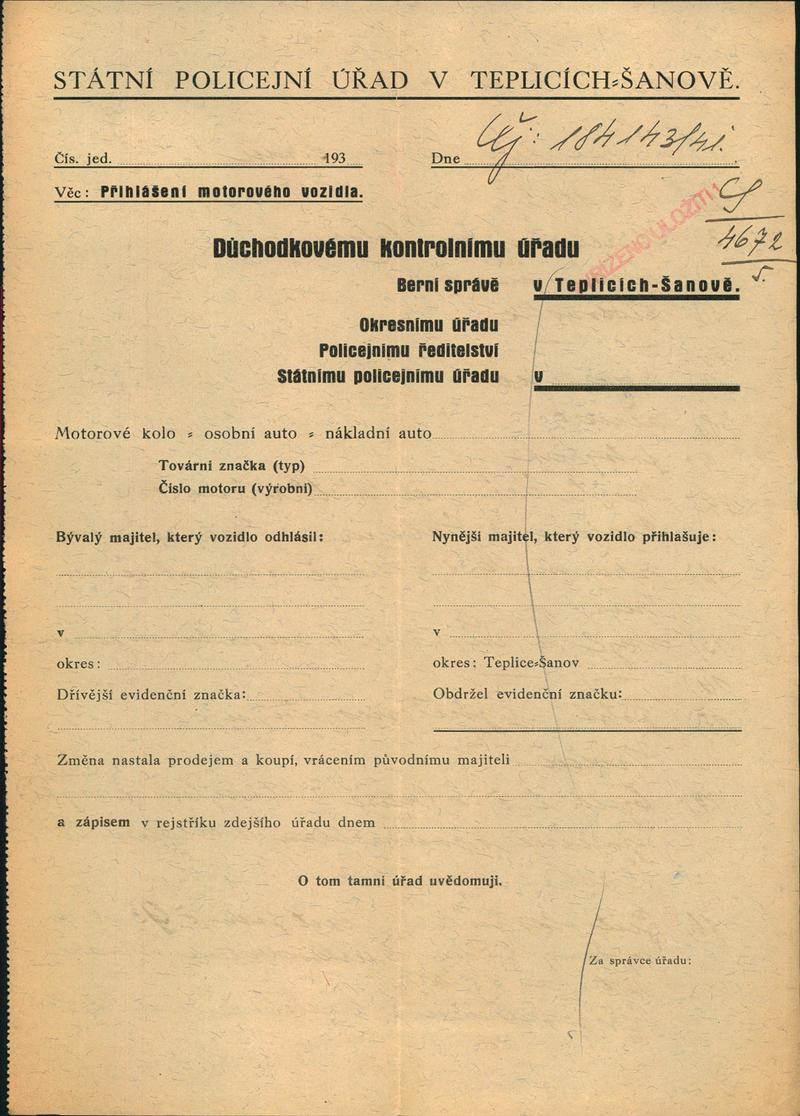 STÁTNÍ POLICEJNÍ ÚŘAD V TEPLICÍCH-ŠANOVĚ.
Čj: 184143/41.
Čís. jed. 193 Dne
Věc: Přihlášení motorového vozidla.
VYŘÍZENO ULOŽITI
4672
5.
Důchodkovému kontrolnímu úřadu
Berní správě v Teplicích-Šanově.
Okresnímu úřadu
Policejnímu ředitelství
Státnímu policejnímu úřadu v
Motorové kolo - osobní auto - nákladní auto
Tovární značka (typ)
Číslo motoru (výrobní)
Bývalý majitel, který vozidlo odhlásil: Nynější majitel, který vozidlo přihlašuje:
v v
okres: okres: Teplice-Šanov
Dřívější evidenční značka: Obdržel evidenční značku:
Změna nastala prodejem a koupí, vrácením původnímu majiteli
a zápisem v rejstříku zdejšího úřadu dnem
O tom tamní úřad uvědomuji.
Za správce úřadu: